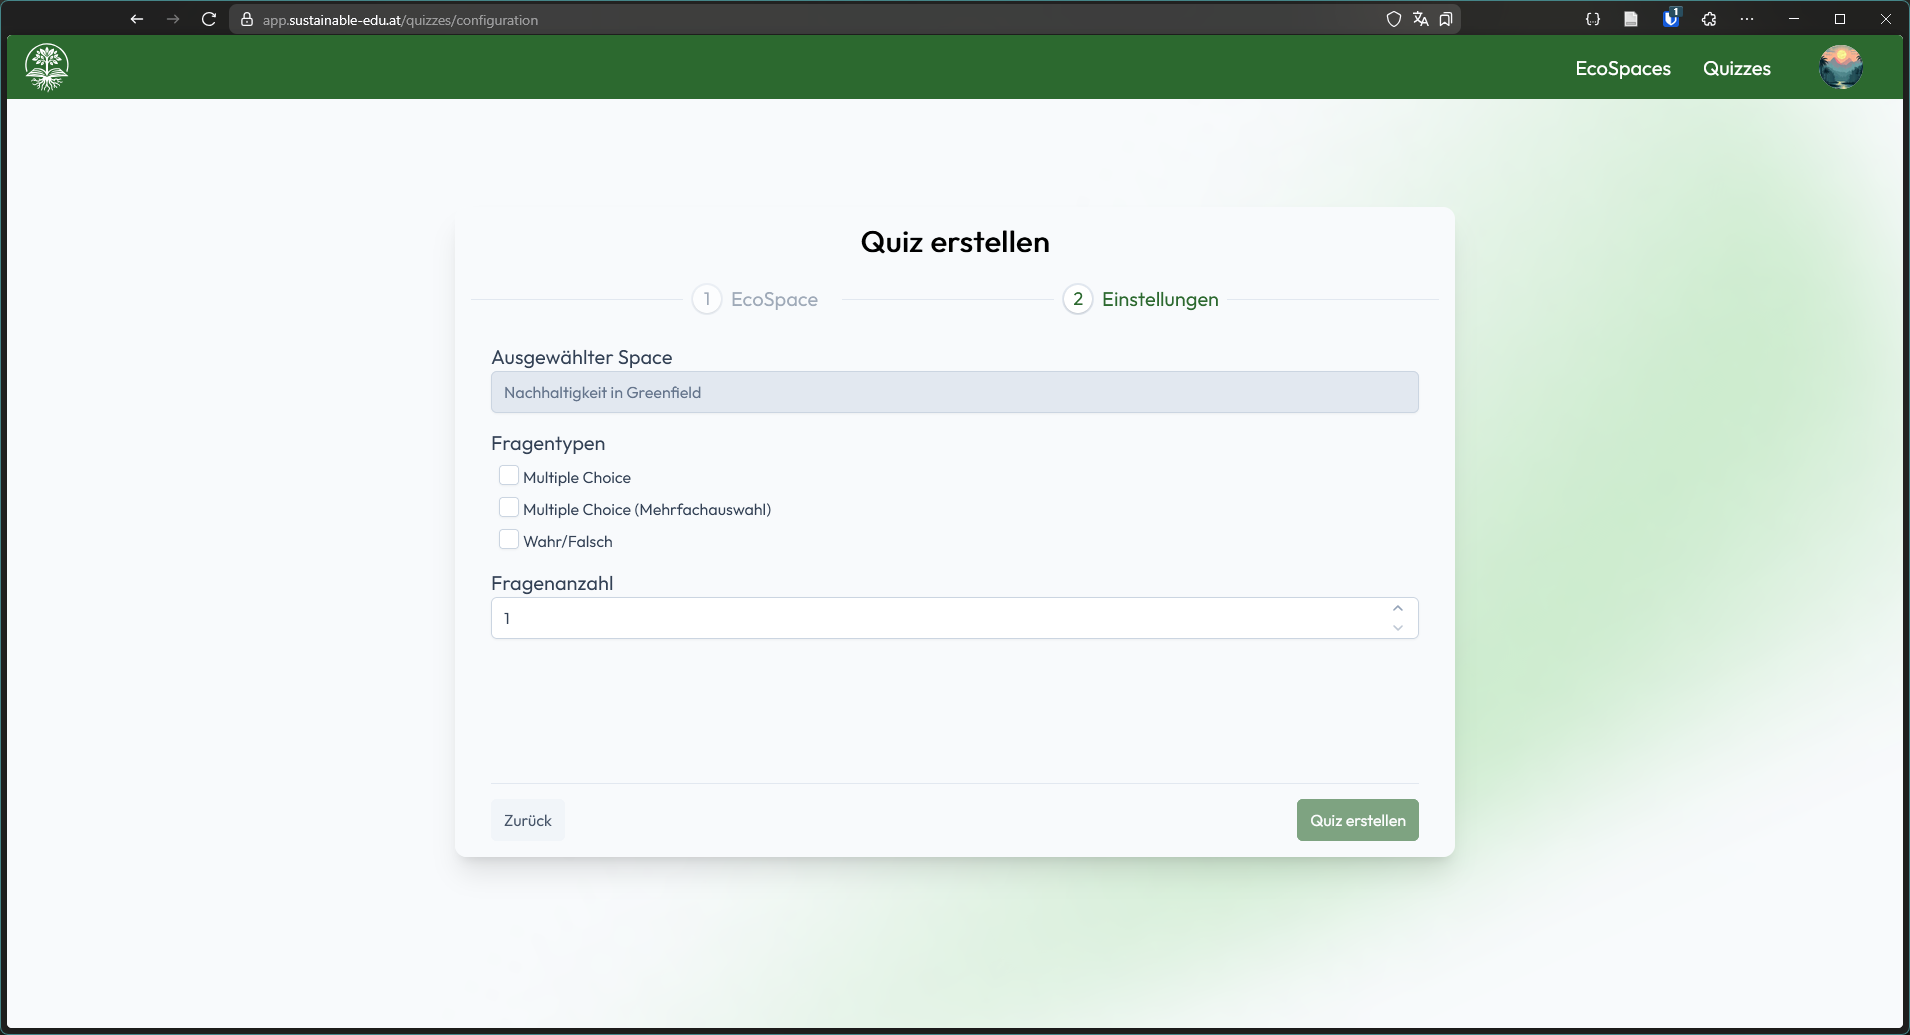 app.sustainable-edu.at/quizzes/configuration
1
EcoSpaces
Quizzes
Quiz erstellen
1 EcoSpace
2 Einstellungen
Ausgewählter Space
Nachhaltigkeit in Greenfield
Fragentypen
Multiple Choice
Multiple Choice (Mehrfachauswahl)
Wahr/Falsch
Fragenanzahl
1
Zurück
Quiz erstellen